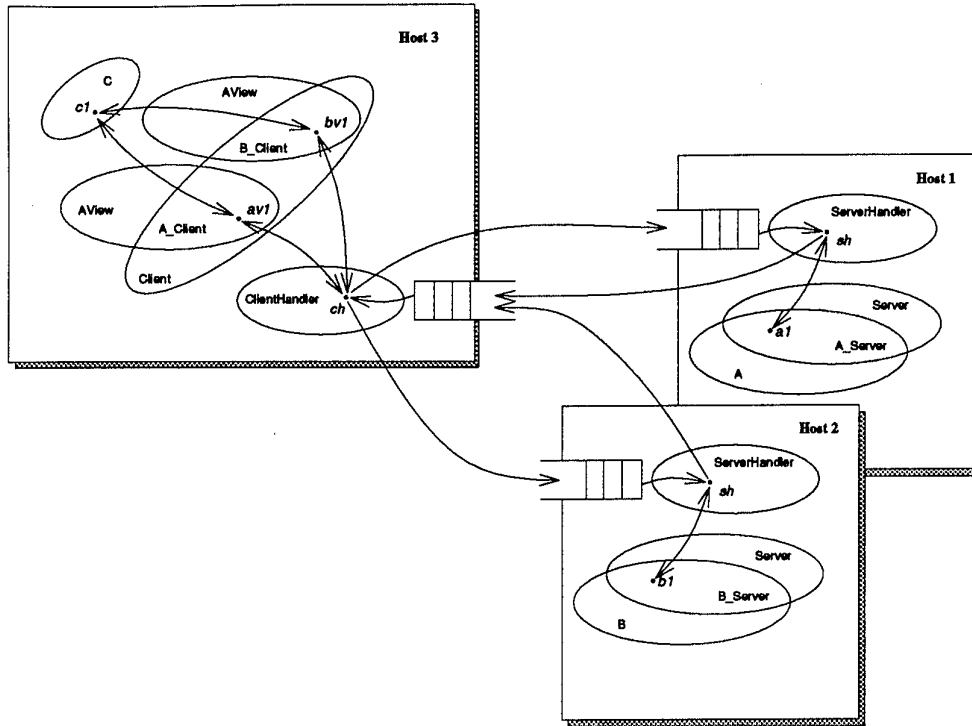 Host 3
C
c1
AView
bv1
B_Client
AView
av1
A_Client
Client
ClientHandler
ch
Host 1
ServerHandler
sh
Server
a1
A_Server
A
Host 2
ServerHandler
sh
Server
b1
B_Server
B